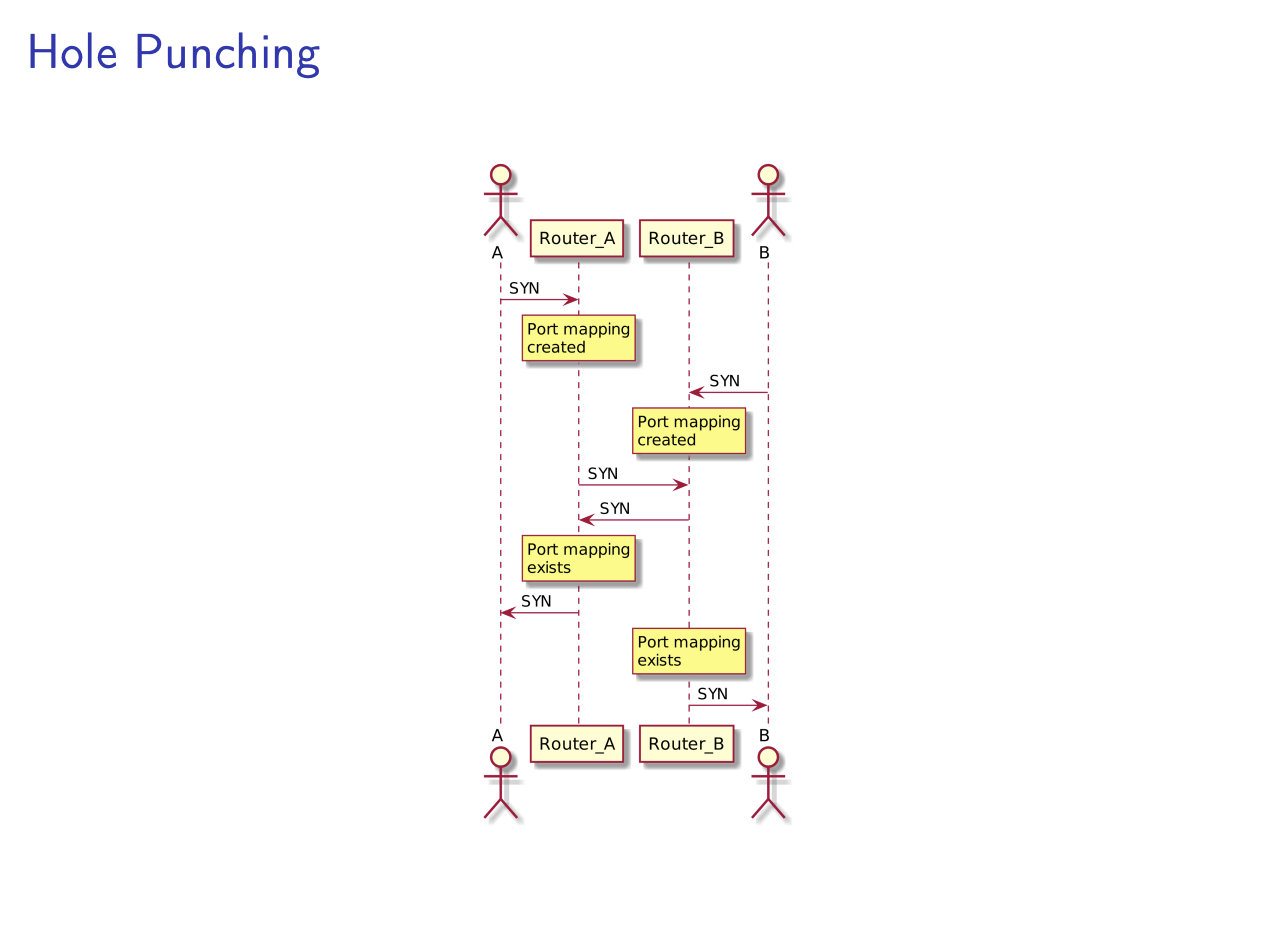 Hole Punching
Router_A
Router_B
A
B
SYN
Port mapping
created
SYN
Port mapping
created
SYN
SYN
Port mapping
exists
SYN
Port mapping
exists
SYN
A
B
Router_A
Router_B